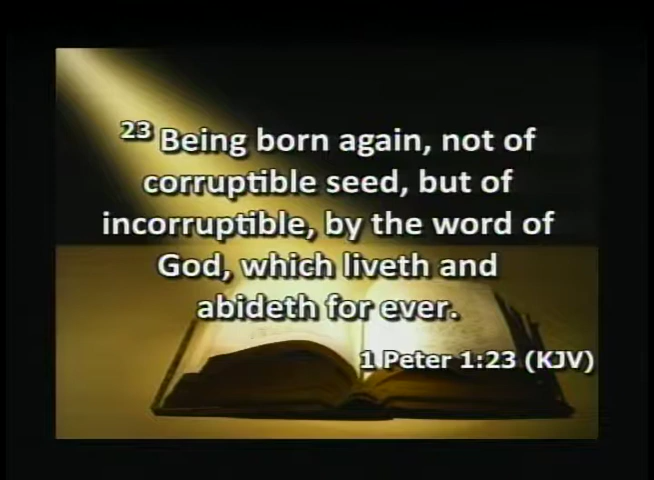 23 Being born again, not of
corruptible seed, but of
incorruptible, by the word of
God, which liveth and
abideth for ever.
1 Peter 1:23 (KJV)